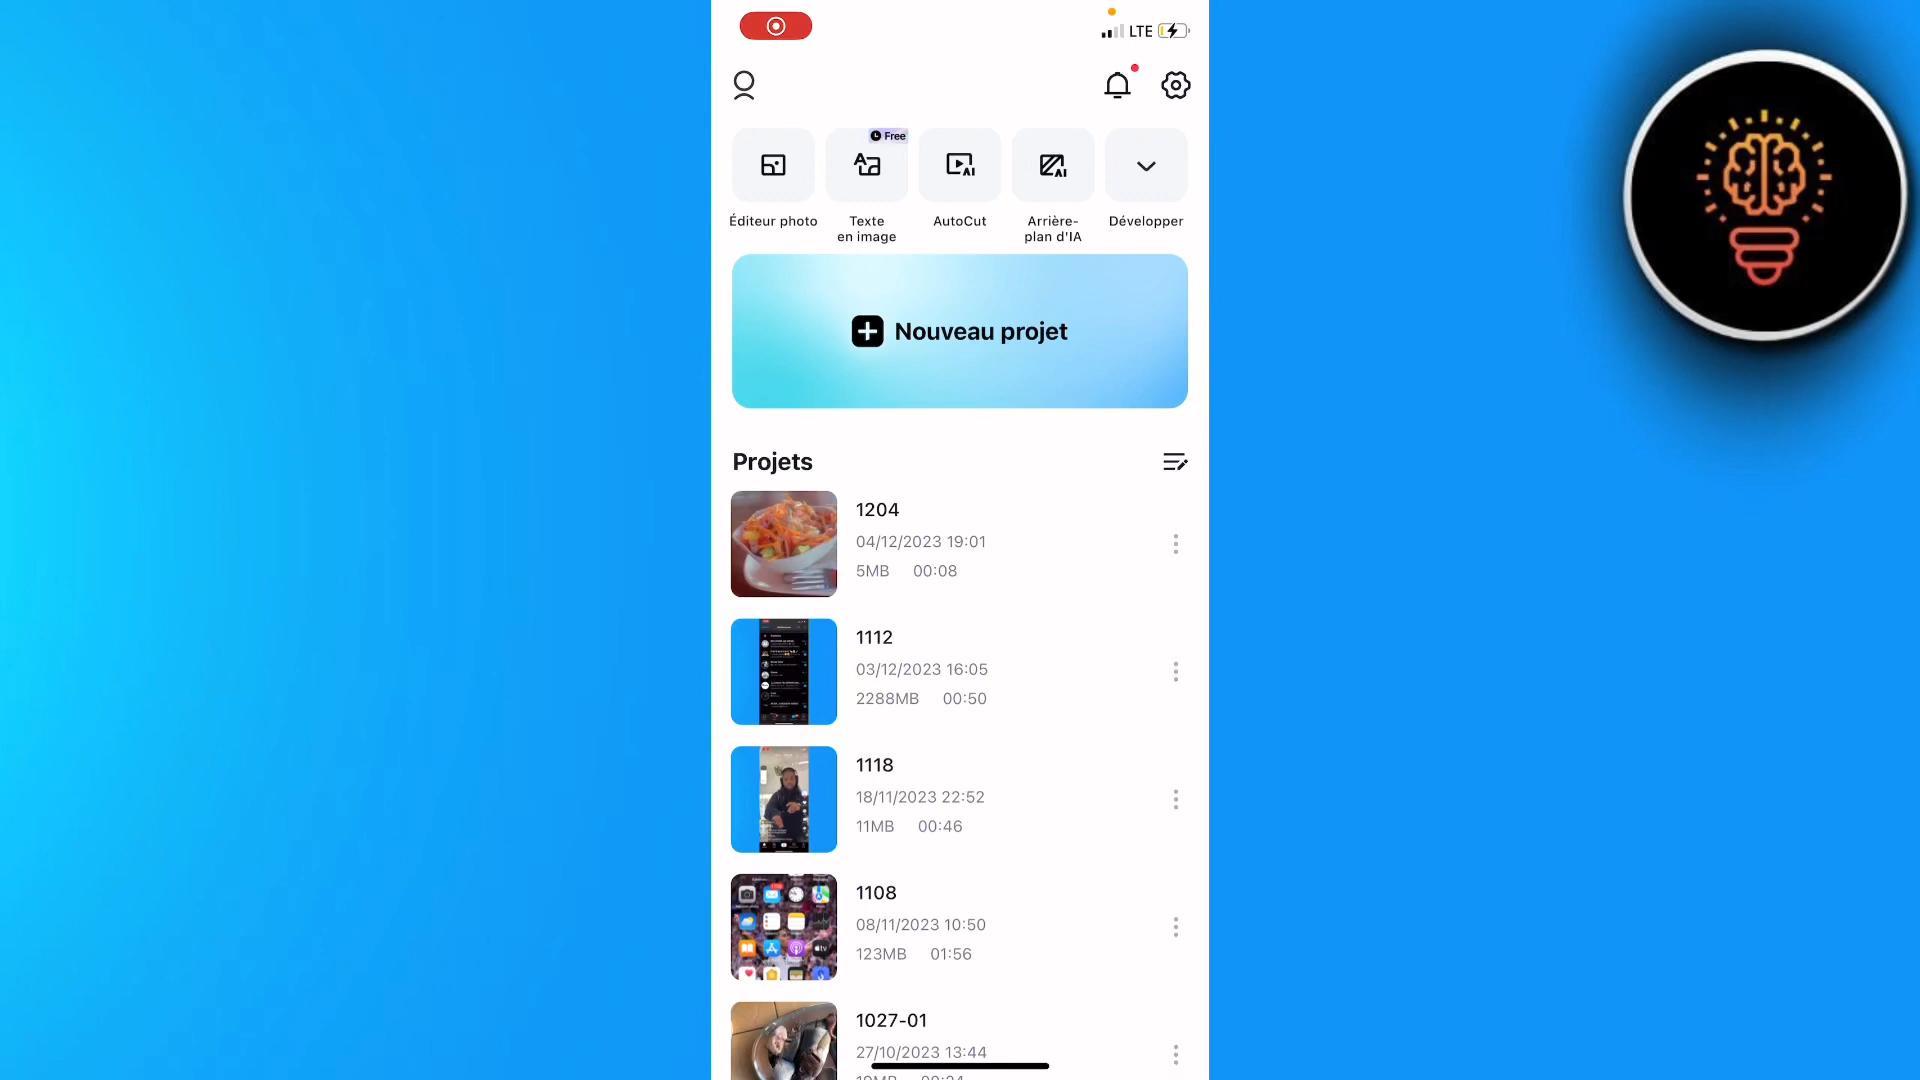 LTE
Free
Éditeur photo
Texte
en image
AutoCut
Arrière-
plan d'IA
Développer
Nouveau projet
Projets
1204
04/12/2023 19:01
5MB 00:08
1112
03/12/2023 16:05
2288MB 00:50
1118
18/11/2023 22:52
11MB 00:46
1108
08/11/2023 10:50
123MB 01:56
1027-01
27/10/2023 13:44